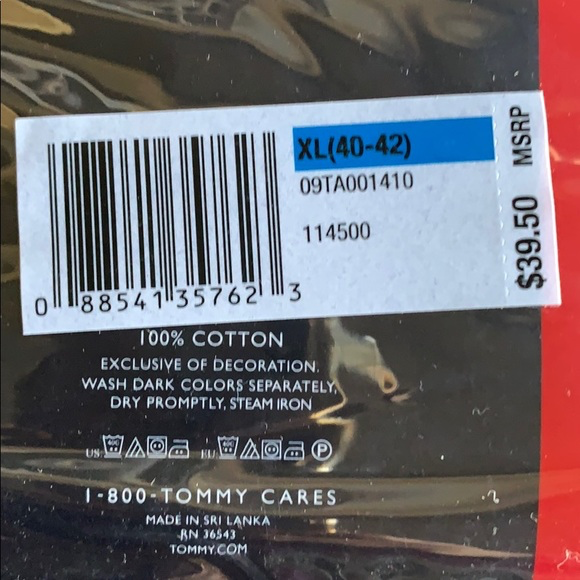 XL(40-42)
09TA001410
114500
$39.50 MSRP
0 88541 35762 3
100% COTTON
EXCLUSIVE OF DECORATION.
WASH DARK COLORS SEPARATELY,
DRY PROMPTLY, STEAM IRON
US: EU: P
1-800-TOMMY CARES
MADE IN SRI LANKA
RN 36543
TOMMY.COM